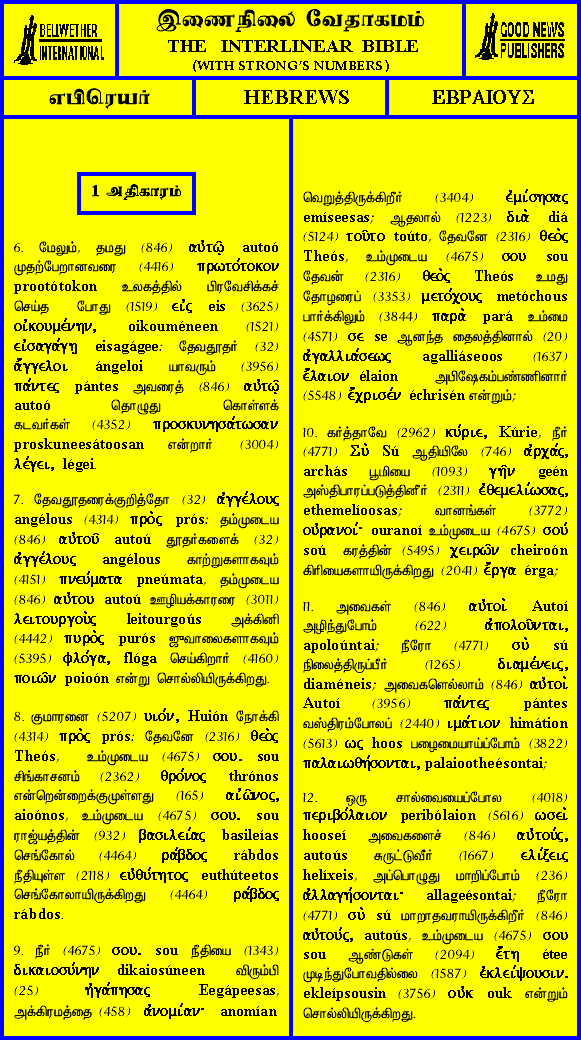 BELLWETHER
INTERNATIONAL
இணைநிலை வேதாகமம்
THE INTERLINEAR BIBLE
(WITH STRONG'S NUMBERS)
GOOD NEWS
PUBLISHERS
எபிரெயர்
HEBREWS
ΕΒΡΑΙΟΥΣ
1 அதிகாரம்
6. மேலும், தமது (846) αὐτῷ autoó
முதற்பேறானவரை (4416) πρωτότοκον
prootótokon உலகத்தில் பிரவேசிக்கச்
செய்த போது (1519) εἰς eis (3625)
οἰκουμένην, oikouméneen (1521)
εἰσαγάγῃ eisagáge: தேவதூதர் (32)
ἄγγελοι ángeloi யாவரும் (3956)
πάντες pántes அவரைத் (846) αὐτῷ
autoó தொழுது கொள்ளக்
கடவர்கள் (4352) προσκυνησάτωσαν
proskuneesátoosan என்றார் (3004)
λέγει, légei.
7. தேவதூதரைக்குறித்தோ (32) ἀγγέλους
angélous (4314) πρὸς prós: தம்முடைய
(846) αὐτοῦ autoú தூதர்களைக் (32)
ἀγγέλους angélous காற்றுகளாகவும்
(4151) πνεύματα pneúmata, தம்முடைய
(846) αὐτου autoú ஊழியக்காரரை (3011)
λειτουργοὺς leitourgoús அக்கினி
(4442) πυρὸς purós ஜுவாலைகளாகவும்
(5395) φλόγα, flóga செய்கிறார் (4160)
ποιῶν poioón என்று சொல்லியிருக்கிறது.
8. குமாரனை (5207) υιόν, Huión நோக்கி
(4314) πρὸς prós: தேவனே (2316) θεὸς
Theós, உம்முடைய (4675) σου. sou
சிங்காசனம் (2362) θρόνος thrónos
என்றென்றைக்குமுள்ளது (165) αἰῶνος,
aioónos, உம்முடைய (4675) σου. sou
ராஜ்யத்தின் (932) βασιλείας basileías
செங்கோல் (4464) ράβδος rábdos
நீதியுள்ள (2118) εὐθύτητος euthúteetos
செங்கோலாயிருக்கிறது (4464) ράβδος
rábdos.
9. நீர் (4675) σου. sou நீதியை (1343)
δικαιοσύνην dikaiosúneen விரும்பி
(25) ἠγάπησας Eegápeesas,
அக்கிரமத்தை (458) ἀνομίαν· anomían
வெறுத்திருக்கிறீர் (3404) ἐμίσησας
emíseesas; ஆதலால் (1223) διὰ diá
(5124) τοῦτο toúto, தேவனே (2316) θεὸς
Theós, உம்முடைய (4675) σου sou
தேவன் (2316) θεὸς Theós உமது
தோழரைப் (3353) μετόχους metóchous
பார்க்கிலும் (3844) παρὰ pará உம்மை
(4571) σε se ஆனந்த தைலத்தினால் (20)
ἀγαλλιάσεως agalliáseoos (1637)
ἔλαιον élaion அபிஷேகம்பண்ணினார்
(5548) ἔχρισέν échrisén என்றும்;
10. கர்த்தாவே (2962) κύριε, Kúrie, நீர்
(4771) Σὺ Sú ஆதியிலே (746) ἀρχάς,
archás பூமியை (1093) γῆν geén
அஸ்திபாரப்படுத்தினீர் (2311) ἐθεμελίωσας,
ethemelíoosas; வானங்கள் (3772)
οὐρανοί· ouranoí உம்முடைய (4675) σού
soú கரத்தின் (5495) χειρῶν cheiroón
கிரியைகளாயிருக்கிறது (2041) ἔργα érga;
11. அவைகள் (846) αὐτοὶ Autoí
அழிந்துபோம் (622) ἀπολοῦνται,
apoloúntai; நீரோ (4771) σὺ sú
நிலைத்திருப்பீர் (1265) διαμένεις,
diaméneis; அவைகளெல்லாம் (846) αὐτοὶ
Autoí (3956) πάντες pántes
வஸ்திரம்போலப் (2440) ιμάτιον himátion
(5613) ως hoos பழைமையாய்ப்போம் (3822)
παλαιωθήσονται, palaiootheésontai;
12. ஒரு சால்வையைப்போல (4018)
περιβόλαιον peribólaion (5616) ωσεὶ
hooseí அவைகளைச் (846) αὐτούς,
autoús சுருட்டுவீர் (1667) ελίξεις
helíxeis, அப்பொழுது மாறிப்போம் (236)
ἀλλαγήσονται· allageésontai; நீரோ
(4771) σὺ sú மாறாதவராயிருக்கிறீர் (846)
αὐτούς, autoús, உம்முடைய (4675) σου
sou ஆண்டுகள் (2094) ἔτη étee
முடிந்துபோவதில்லை (1587) ἐκλείψουσιν.
ekleípsousin (3756) οὐκ ouk என்றும்
சொல்லியிருக்கிறது.